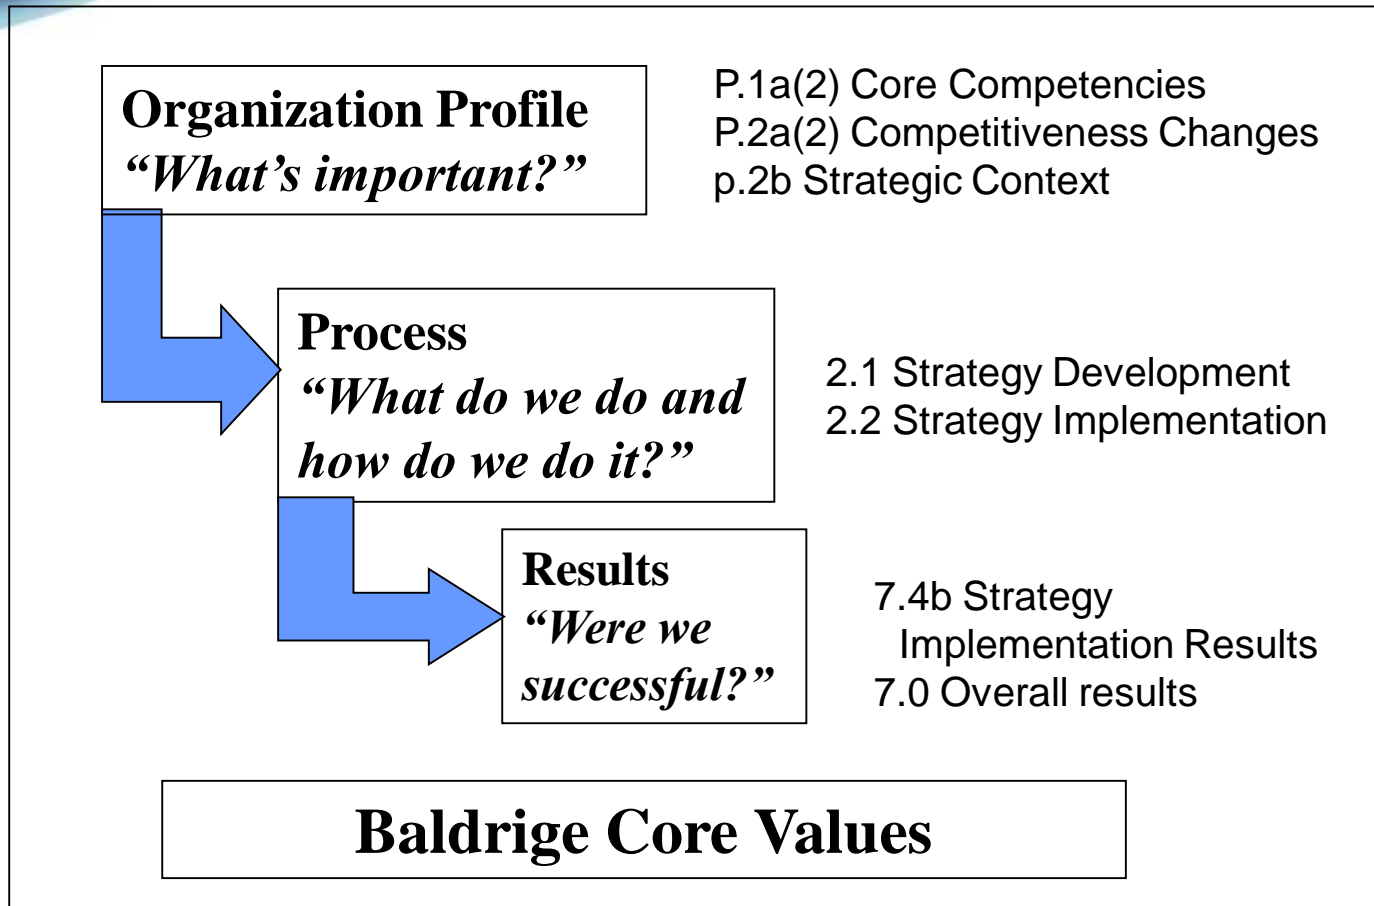 Organization Profile
“What’s important?”
P.1a(2) Core Competencies
P.2a(2) Competitiveness Changes
p.2b Strategic Context
Process
“What do we do and
how do we do it?”
2.1 Strategy Development
2.2 Strategy Implementation
Results
“Were we
successful?”
7.4b Strategy
Implementation Results
7.0 Overall results
Baldrige Core Values